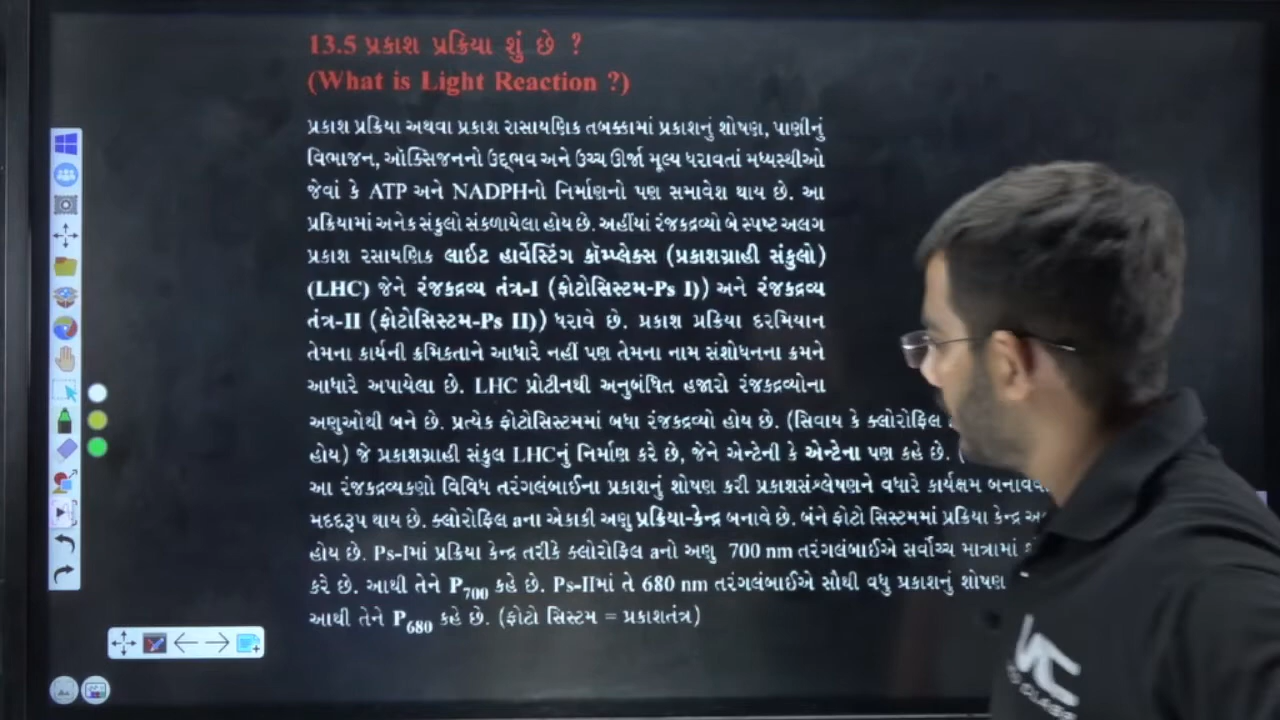 13.5 પ્રકાશ પ્રક્રિયા શું છે ?
(What is Light Reaction ?)
પ્રકાશ પ્રક્રિયા અથવા પ્રકાશ રાસાયણિક તબક્કામાં પ્રકાશનું શોષણ, પાણીનું
વિભાજન, ઑક્સિજનનો ઉદ્ભવ અને ઉચ્ચ ઊર્જા મૂલ્ય ધરાવતાં મધ્યસ્થીઓ
જેવાં કે ATP અને NADPHનો નિર્માણનો પણ સમાવેશ થાય છે. આ
પ્રક્રિયામાં અનેક સંકુલો સંકળાયેલા હોય છે. અહીંયાં રંજકદ્રવ્યો બે સ્પષ્ટ અલગ
પ્રકાશ રસાયણિક લાઇટ હાર્વેસ્ટિંગ કૉમ્પ્લેક્સ (પ્રકાશગ્રાહી સંકુલો)
(LHC) જેને રંજકદ્રવ્ય તંત્ર-I (ફોટોસિસ્ટમ-Ps I)) અને રંજકદ્રવ્ય
તંત્ર-II (ફોટોસિસ્ટમ-Ps II)) ધરાવે છે. પ્રકાશ પ્રક્રિયા દરમિયાન
તેમના કાર્યની ક્રમિકતાને આધારે નહીં પણ તેમના નામ સંશોધનના ક્રમને
આધારે અપાયેલા છે. LHC પ્રોટીનથી અનુબંધિત હજારો રંજકદ્રવ્યોના
અણુઓથી બને છે. પ્રત્યેક ફોટોસિસ્ટમમાં બધા રંજકદ્રવ્યો હોય છે. (સિવાય કે ક્લોરોફિલ
હોય) જે પ્રકાશગ્રાહી સંકુલ LHCનું નિર્માણ કરે છે, જેને એન્ટેની કે એન્ટેના પણ કહે છે. (
આ રંજકદ્રવ્યકણો વિવિધ તરંગલંબાઈના પ્રકાશનું શોષણ કરી પ્રકાશસંશ્લેષણને વધારે કાર્યક્ષમ
મદદરૂપ થાય છે. ક્લોરોફિલ aના એકાકી અણુ પ્રક્રિયા-કેન્દ્ર બનાવે છે. બંને ફોટો સિસ્ટમમાં પ્રક્રિયા કેન્દ્ર
હોય છે. Ps-Iમાં પ્રક્રિયા કેન્દ્ર તરીકે ક્લોરોફિલ aનો અણુ 700 nm તરંગલંબાઈએ સર્વોચ્ચ માત્રામાં
કરે છે. આથી તેને P700 કહે છે. Ps-IIમાં તે 680 nm તરંગલંબાઈએ સૌથી વધુ પ્રકાશનું શોષણ
આથી તેને P680 કહે છે. (ફોટો સિસ્ટમ = પ્રકાશતંત્ર)